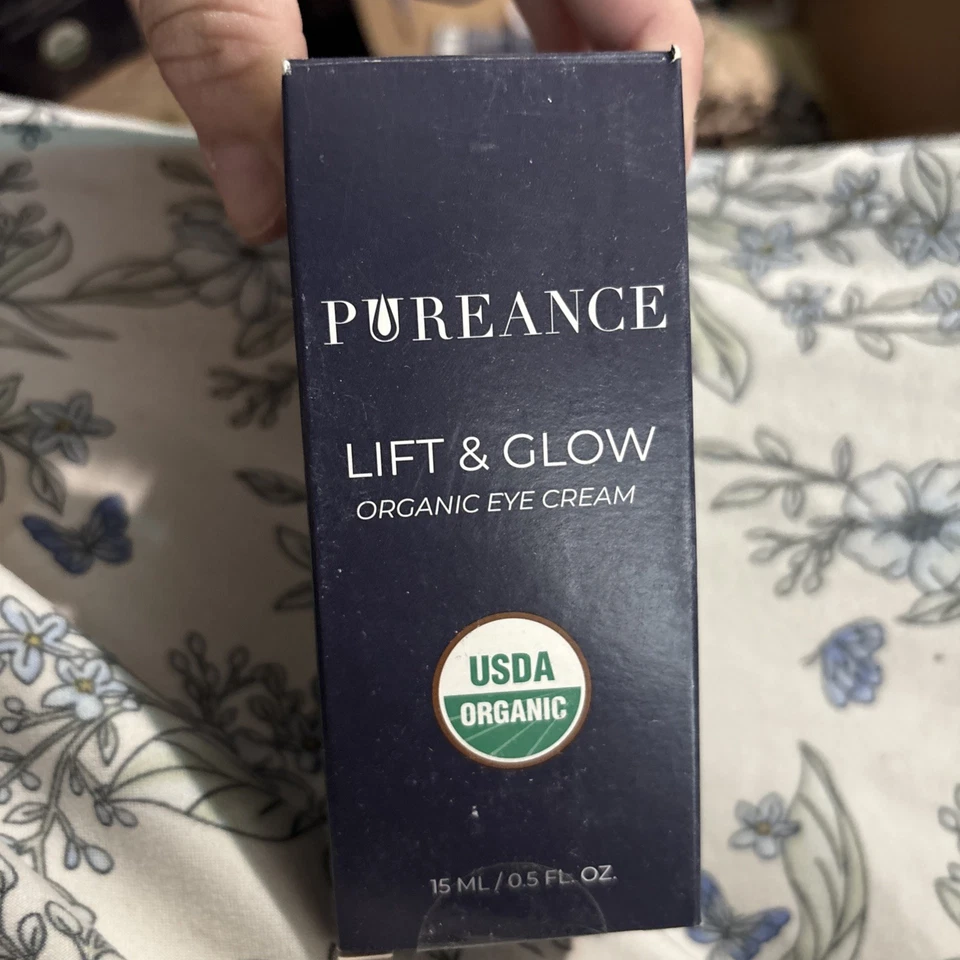 PUREANCE
LIFT & GLOW
ORGANIC EYE CREAM
USDA
ORGANIC
15 ML / 0.5 FL. OZ.